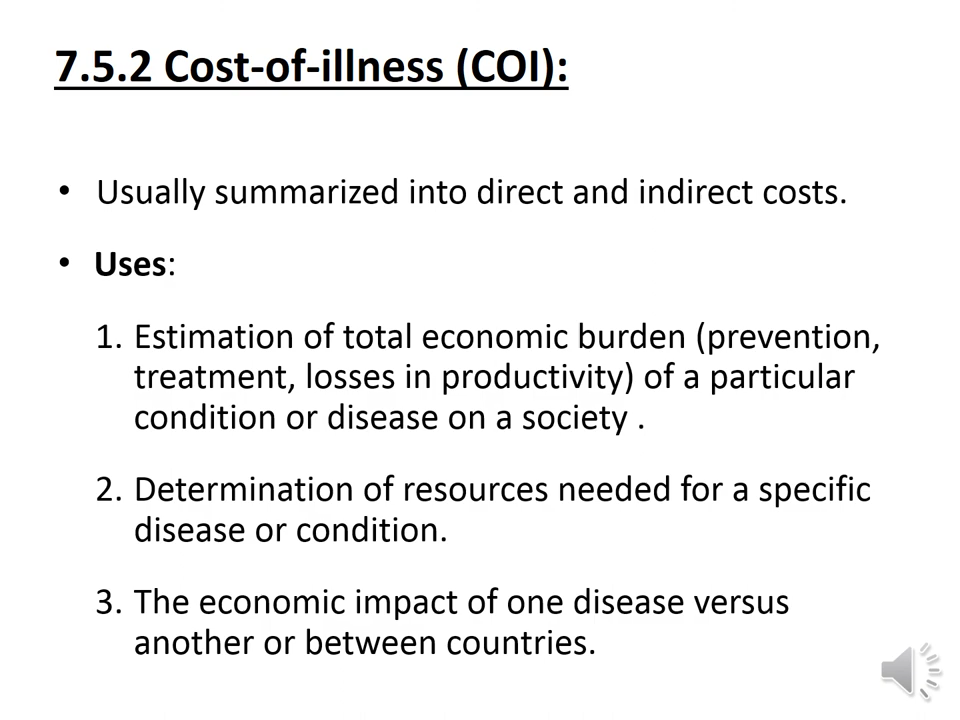 7.5.2 Cost-of-illness (COI):
• Usually summarized into direct and indirect costs.
• Uses:
1. Estimation of total economic burden (prevention,
treatment, losses in productivity) of a particular
condition or disease on a society .
2. Determination of resources needed for a specific
disease or condition.
3. The economic impact of one disease versus
another or between countries.